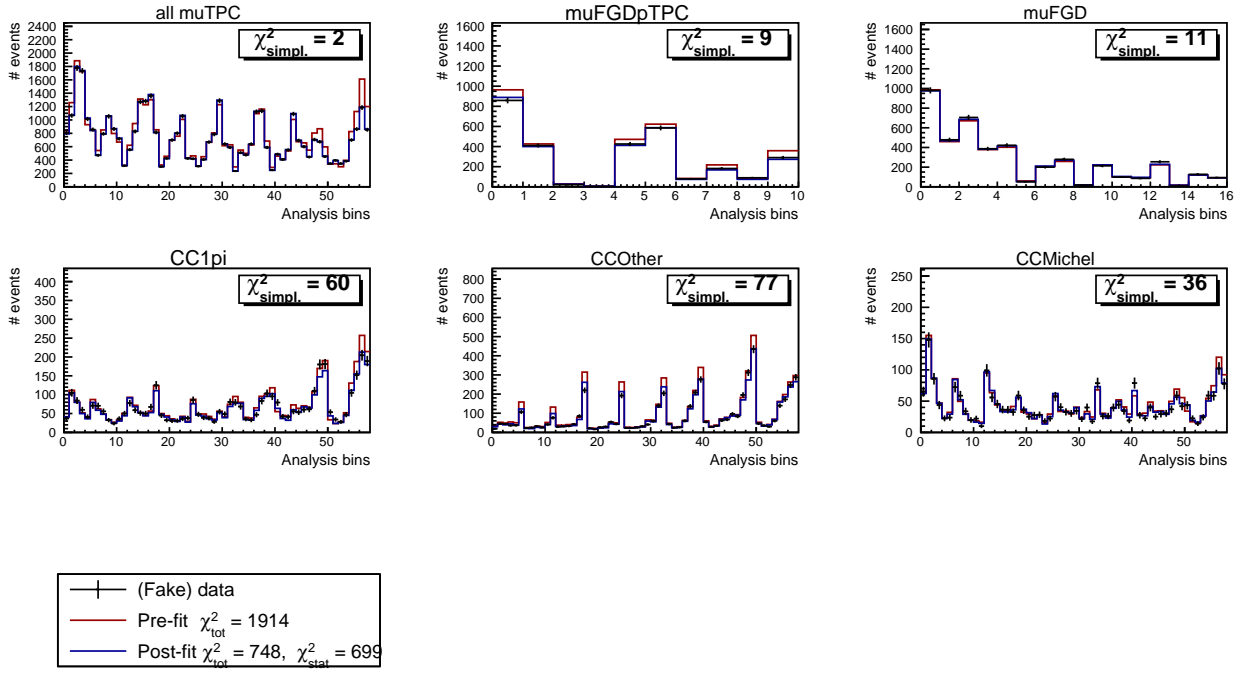 all muTPC
# events
2400
2200
2000
1800
1600
1400
1200
1000
800
600
400
200
0
0 10 20 30 40 50
Analysis bins
χ²simpl. = 2
muFGDpTPC
# events
1600
1400
1200
1000
800
600
400
200
0
0 1 2 3 4 5 6 7 8 9 10
Analysis bins
χ²simpl. = 9
muFGD
# events
1600
1400
1200
1000
800
600
400
200
0
0 2 4 6 8 10 12 14 16
Analysis bins
χ²simpl. = 11
CC1pi
# events
400
350
300
250
200
150
100
50
0
0 10 20 30 40 50
Analysis bins
χ²simpl. = 60
CCOther
# events
800
700
600
500
400
300
200
100
0
0 10 20 30 40 50
Analysis bins
χ²simpl. = 77
CCMichel
# events
250
200
150
100
50
0
0 10 20 30 40 50
Analysis bins
χ²simpl. = 36
(Fake) data
Pre-fit χ²tot = 1914
Post-fit χ²tot = 748, χ²stat = 699